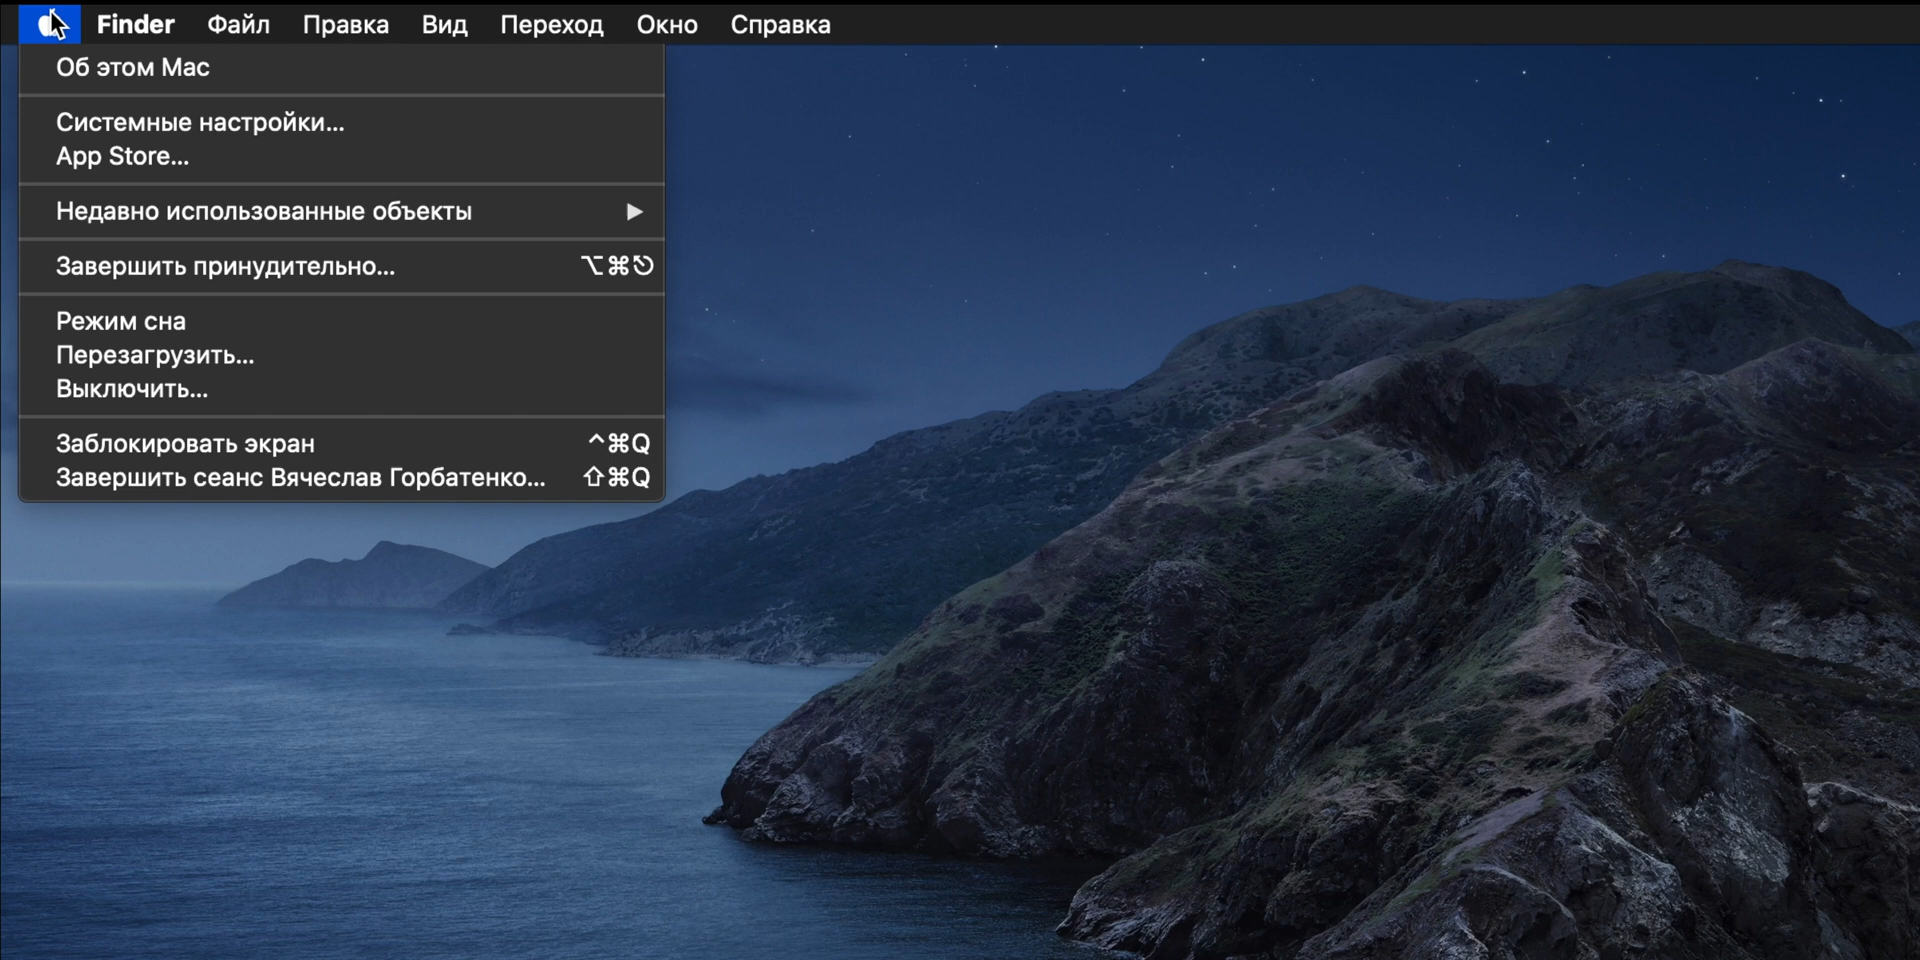 Finder Файл Правка Вид Переход Окно Справка
Об этом Mac
Системные настройки...
App Store...
Недавно использованные объекты ▶
Завершить принудительно... ⌥⌘⎋
Режим сна
Перезагрузить...
Выключить...
Заблокировать экран ^⌘Q
Завершить сеанс Вячеслав Горбатенко... ⇧⌘Q